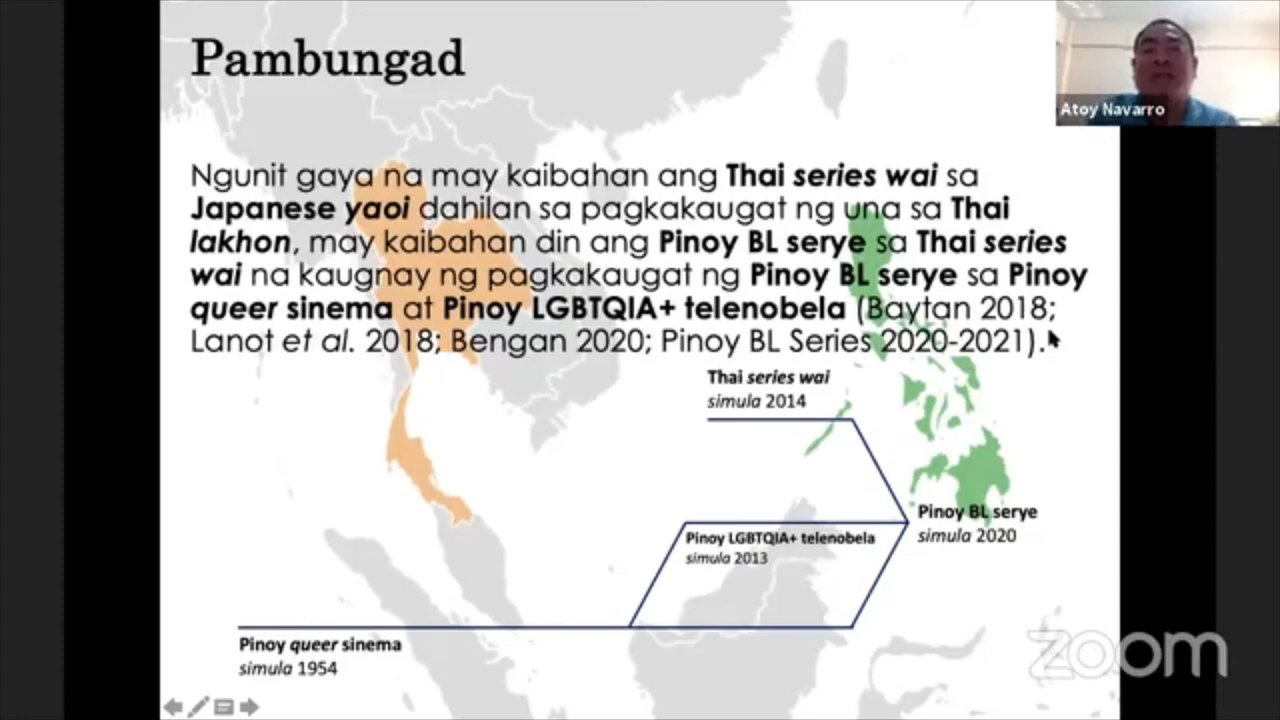 Pambungad
Atoy Navarro
Ngunit gaya na may kaibahan ang Thai series wai sa
Japanese yaoi dahilan sa pagkakaugat ng una sa Thai
lakhon, may kaibahan din ang Pinoy BL serye sa Thai series
wai na kaugnay ng pagkakaugat ng Pinoy BL serye sa Pinoy
queer sinema at Pinoy LGBTQIA+ telenobela (Baytan 2018;
Lanot et al. 2018; Bengan 2020; Pinoy BL Series 2020-2021).
Thai series wai
simula 2014
Pinoy BL serye
simula 2020
Pinoy LGBTQIA+ telenobela
simula 2013
Pinoy queer sinema
simula 1954
zoom